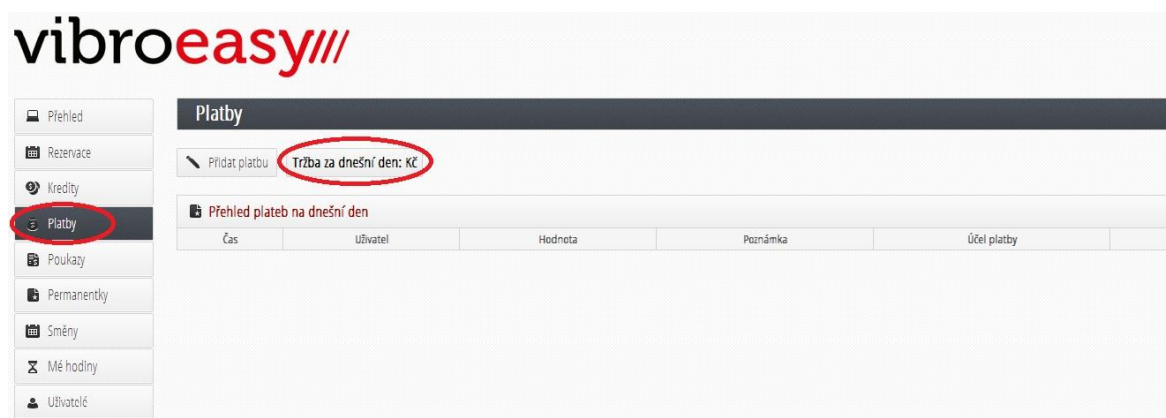 vibroeasy///
Přehled
Rezervace
Kredity
Platby
Poukazy
Permanentky
Směny
Mé hodiny
Uživatelé
Platby
Přidat platbu Tržba za dnešní den: Kč
Přehled plateb na dnešní den
Čas Uživatel Hodnota Poznámka Účel platby